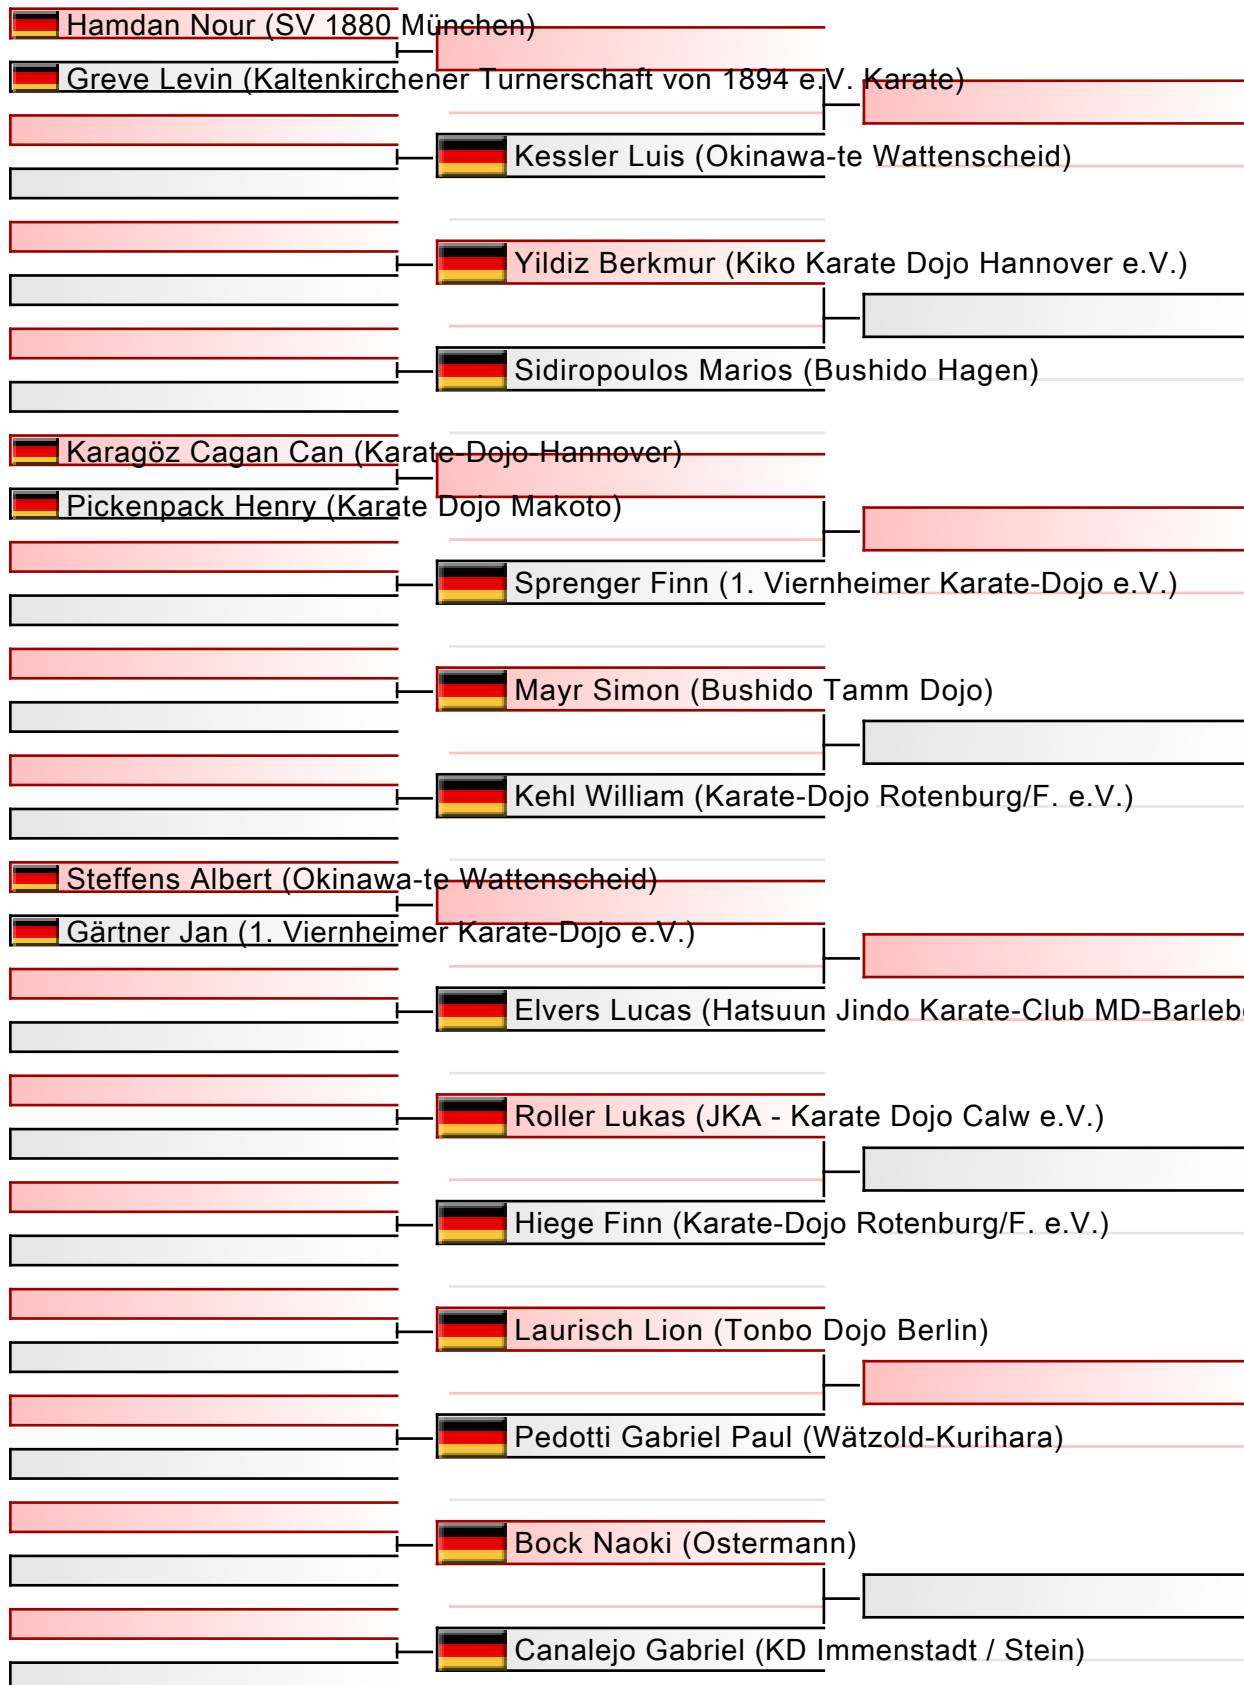 Hamdan Nour (SV 1880 München)
Greve Levin (Kaltenkirchener Turnerschaft von 1894 e.V. Karate)
Kessler Luis (Okinawa-te Wattenscheid)
Yildiz Berkmur (Kiko Karate Dojo Hannover e.V.)
Sidiropoulos Marios (Bushido Hagen)
Karagöz Cagan Can (Karate-Dojo-Hannover)
Pickenpack Henry (Karate Dojo Makoto)
Sprenger Finn (1. Viernheimer Karate-Dojo e.V.)
Mayr Simon (Bushido Tamm Dojo)
Kehl William (Karate-Dojo Rotenburg/F. e.V.)
Steffens Albert (Okinawa-te Wattenscheid)
Gärtner Jan (1. Viernheimer Karate-Dojo e.V.)
Elvers Lucas (Hatsuun Jindo Karate-Club MD-Barleb
Roller Lukas (JKA - Karate Dojo Calw e.V.)
Hiege Finn (Karate-Dojo Rotenburg/F. e.V.)
Laurisch Lion (Tonbo Dojo Berlin)
Pedotti Gabriel Paul (Wätzold-Kurihara)
Bock Naoki (Ostermann)
Canalejo Gabriel (KD Immenstadt / Stein)